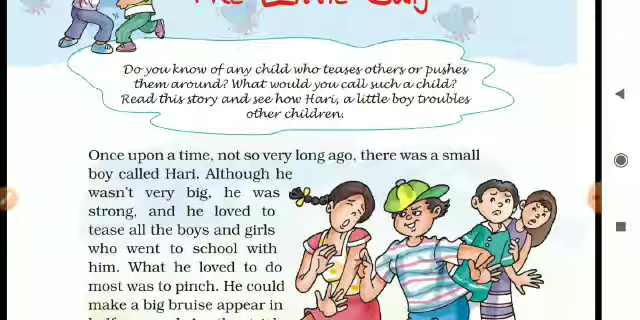 Do you know of any child who teases others or pushes
them around? What would you call such a child?
Read this story and see how Hari, a little boy troubles
other children.
Once upon a time, not so very long ago, there was a small
boy called Hari. Although he
wasn't very big, he was
strong, and he loved to
tease all the boys and girls
who went to school with
him. What he loved to do
most was to pinch. He could
make a big bruise appear in